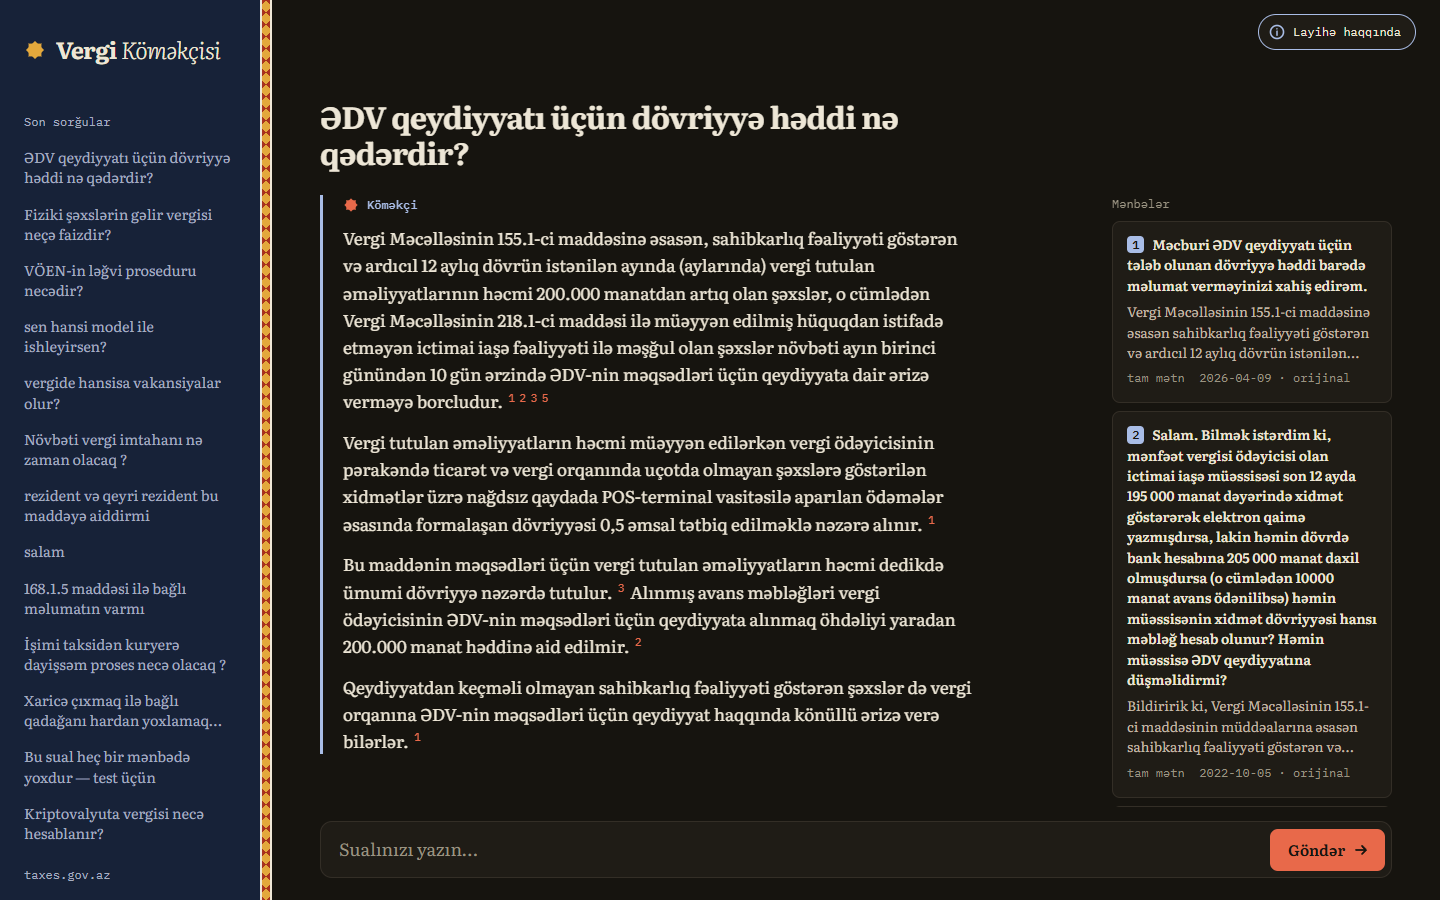 Vergi Köməkçisi
Son sorğular
ƏDV qeydiyyatı üçün dövriyyə
həddi nə qədərdir?
Fiziki şəxslərin gəlir vergisi
neçə faizdir?
VÖEN-in ləğvi proseduru
necədir?
sen hansi model ile
ishleyirsen?
vergide hansisa vakansiyalar
olur?
Növbəti vergi imtahanı nə
zaman olacaq ?
rezident və qeyri rezident bu
maddəyə aiddirmi
salam
168.1.5 maddəsi ilə bağlı
məlumatın varmı
İşimi taksidən kuryerə
dəyişsəm proses necə olacaq ?
Xaricə çıxmaq ilə bağlı
qadağanı hardan yoxlamaq...
Bu sual heç bir mənbədə
yoxdur — test üçün
Kriptovalyuta vergisi necə
hesablanır?
taxes.gov.az
Layihə haqqında
ƏDV qeydiyyatı üçün dövriyyə həddi nə
qədərdir?
Köməkçi
Vergi Məcəlləsinin 155.1-ci maddəsinə əsasən, sahibkarlıq fəaliyyəti göstərən
və ardıcıl 12 aylıq dövrün istənilən ayında (aylarında) vergi tutulan
əməliyyatlarının həcmi 200.000 manatdan artıq olan şəxslər, o cümlədən
Vergi Məcəlləsinin 218.1-ci maddəsi ilə müəyyən edilmiş hüquqdan istifadə
etməyən ictimai iaşə fəaliyyəti ilə məşğul olan şəxslər növbəti ayın birinci
günündən 10 gün ərzində ƏDV-nin məqsədləri üçün qeydiyyata dair ərizə
verməyə borcludur. 1 2 3 5
Vergi tutulan əməliyyatların həcmi müəyyən edilərkən vergi ödəyicisinin
pərakəndə ticarət və vergi orqanında uçotda olmayan şəxslərə göstərilən
xidmətlər üzrə nağdsız qaydada POS-terminal vasitəsilə aparılan ödəmələr
əsasında formalaşan dövriyyəsi 0,5 əmsal tətbiq edilməklə nəzərə alınır. 1
Bu maddənin məqsədləri üçün vergi tutulan əməliyyatların həcmi dedikdə
ümumi dövriyyə nəzərdə tutulur. 3 Alınmış avans məbləğləri vergi
ödəyicisinin ƏDV-nin məqsədləri üçün qeydiyyata alınmaq öhdəliyi yaradan
200.000 manat həddinə aid edilmir. 2
Qeydiyyatdan keçməli olmayan sahibkarlıq fəaliyyəti göstərən şəxslər də vergi
orqanına ƏDV-nin məqsədləri üçün qeydiyyat haqqında könüllü ərizə verə
bilərlər. 1
Mənbələr
1 Məcburi ƏDV qeydiyyatı üçün
tələb olunan dövriyyə həddi barədə
məlumat verməyinizi xahiş edirəm.
Vergi Məcəlləsinin 155.1-ci maddəsinə
əsasən sahibkarlıq fəaliyyəti göstərən
və ardıcıl 12 aylıq dövrün istənilən...
tam mətn 2026-04-09 · orijinal
2 Salam. Bilmək istərdim ki,
mənfəət vergisi ödəyicisi olan
ictimai iaşə müəssisəsi son 12 ayda
195 000 manat dəyərində xidmət
göstərərək elektron qaimə
yazmışdırsa, lakin həmin dövrdə
bank hesabına 205 000 manat daxil
olmuşdursa (o cümlədən 10000
manat avans ödənilibsə) həmin
müəssisənin xidmət dövriyyəsi hansı
məbləğ hesab olunur? Həmin
müəssisə ƏDV qeydiyyatına
düşməlidirmi?
Bildiririk ki, Vergi Məcəlləsinin 155.1-
ci maddəsinin müddəalarına əsasən
sahibkarlıq fəaliyyəti göstərən və...
tam mətn 2022-10-05 · orijinal
Sualınızı yazın...
Göndər →